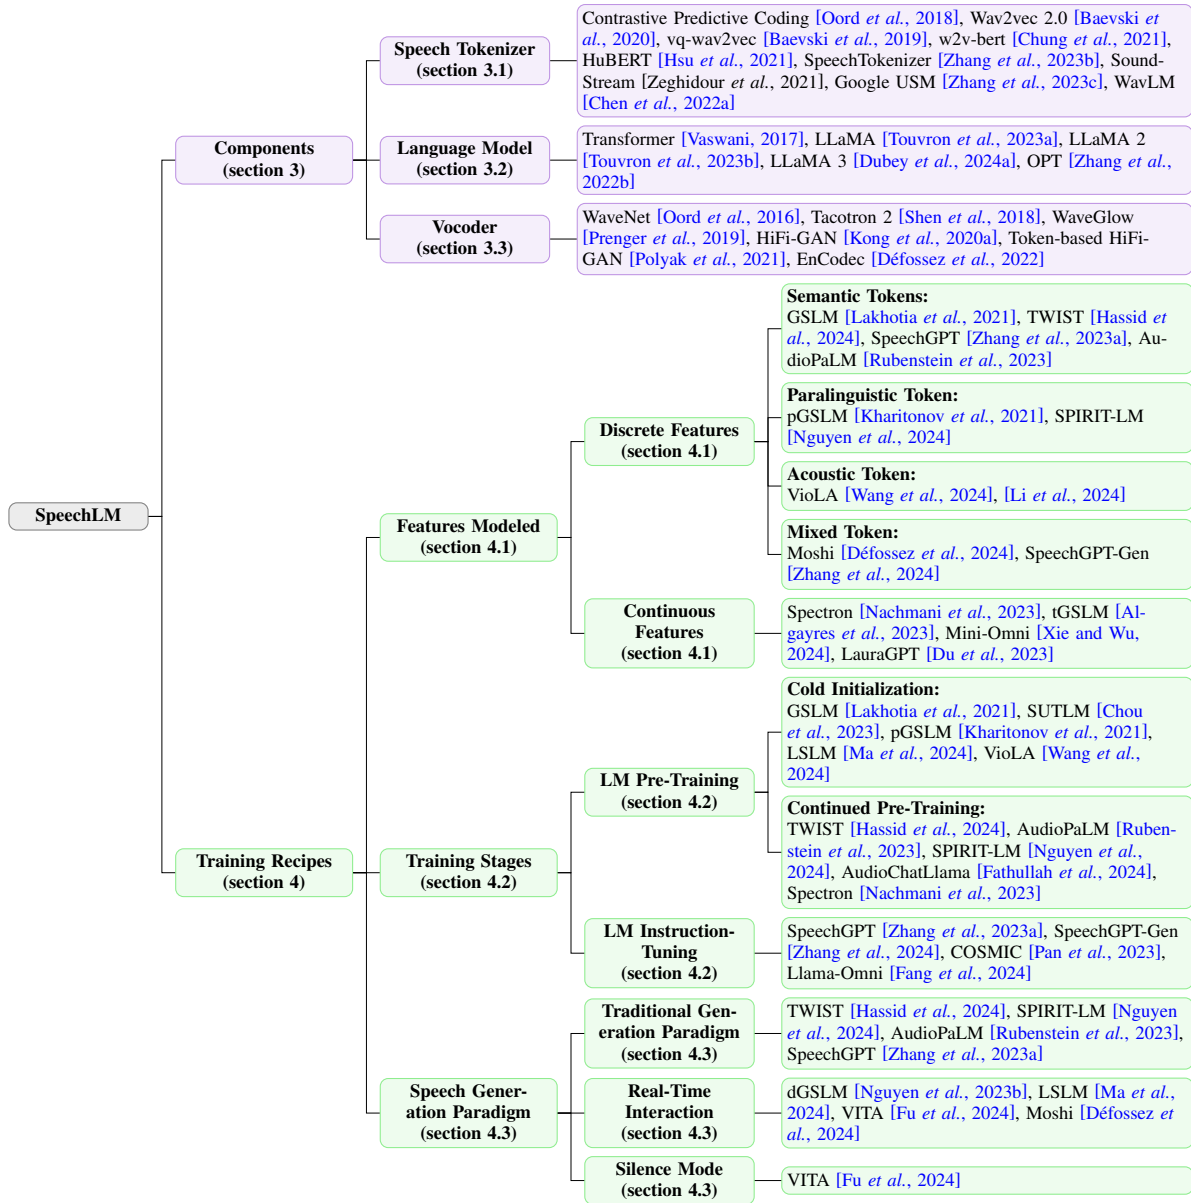 Speech Tokenizer
(section 3.1)
Contrastive Predictive Coding [Oord et al., 2018], Wav2vec 2.0 [Baevski et
al., 2020], vq-wav2vec [Baevski et al., 2019], w2v-bert [Chung et al., 2021],
HuBERT [Hsu et al., 2021], SpeechTokenizer [Zhang et al., 2023b], Sound-
Stream [Zeghidour et al., 2021], Google USM [Zhang et al., 2023c], WavLM
[Chen et al., 2022a]
Components
(section 3)
Language Model
(section 3.2)
Transformer [Vaswani, 2017], LLaMA [Touvron et al., 2023a], LLaMA 2
[Touvron et al., 2023b], LLaMA 3 [Dubey et al., 2024a], OPT [Zhang et al.,
2022b]
Vocoder
(section 3.3)
WaveNet [Oord et al., 2016], Tacotron 2 [Shen et al., 2018], WaveGlow
[Prenger et al., 2019], HiFi-GAN [Kong et al., 2020a], Token-based HiFi-
GAN [Polyak et al., 2021], EnCodec [Défossez et al., 2022]
SpeechLM
Training Recipes
(section 4)
Features Modeled
(section 4.1)
Discrete Features
(section 4.1)
Semantic Tokens:
GSLM [Lakhotia et al., 2021], TWIST [Hassid et
al., 2024], SpeechGPT [Zhang et al., 2023a], Au-
dioPaLM [Rubenstein et al., 2023]
Paralinguistic Token:
pGSLM [Kharitonov et al., 2021], SPIRIT-LM
[Nguyen et al., 2024]
Acoustic Token:
VioLA [Wang et al., 2024], [Li et al., 2024]
Mixed Token:
Moshi [Défossez et al., 2024], SpeechGPT-Gen
[Zhang et al., 2024]
Continuous
Features
(section 4.1)
Spectron [Nachmani et al., 2023], tGSLM [Al-
gayres et al., 2023], Mini-Omni [Xie and Wu,
2024], LauraGPT [Du et al., 2023]
Training Stages
(section 4.2)
LM Pre-Training
(section 4.2)
Cold Initialization:
GSLM [Lakhotia et al., 2021], SUTLM [Chou
et al., 2023], pGSLM [Kharitonov et al., 2021],
LSLM [Ma et al., 2024], VioLA [Wang et al.,
2024]
Continued Pre-Training:
TWIST [Hassid et al., 2024], AudioPaLM [Ruben-
stein et al., 2023], SPIRIT-LM [Nguyen et al.,
2024], AudioChatLlama [Fathullah et al., 2024],
Spectron [Nachmani et al., 2023]
LM Instruction-
Tuning
(section 4.2)
SpeechGPT [Zhang et al., 2023a], SpeechGPT-Gen
[Zhang et al., 2024], COSMIC [Pan et al., 2023],
Llama-Omni [Fang et al., 2024]
Speech Gener-
ation Paradigm
(section 4.3)
Traditional Gen-
eration Paradigm
(section 4.3)
TWIST [Hassid et al., 2024], SPIRIT-LM [Nguyen
et al., 2024], AudioPaLM [Rubenstein et al., 2023],
SpeechGPT [Zhang et al., 2023a]
Real-Time
Interaction
(section 4.3)
dGSLM [Nguyen et al., 2023b], LSLM [Ma et al.,
2024], VITA [Fu et al., 2024], Moshi [Défossez et
al., 2024]
Silence Mode
(section 4.3)
VITA [Fu et al., 2024]